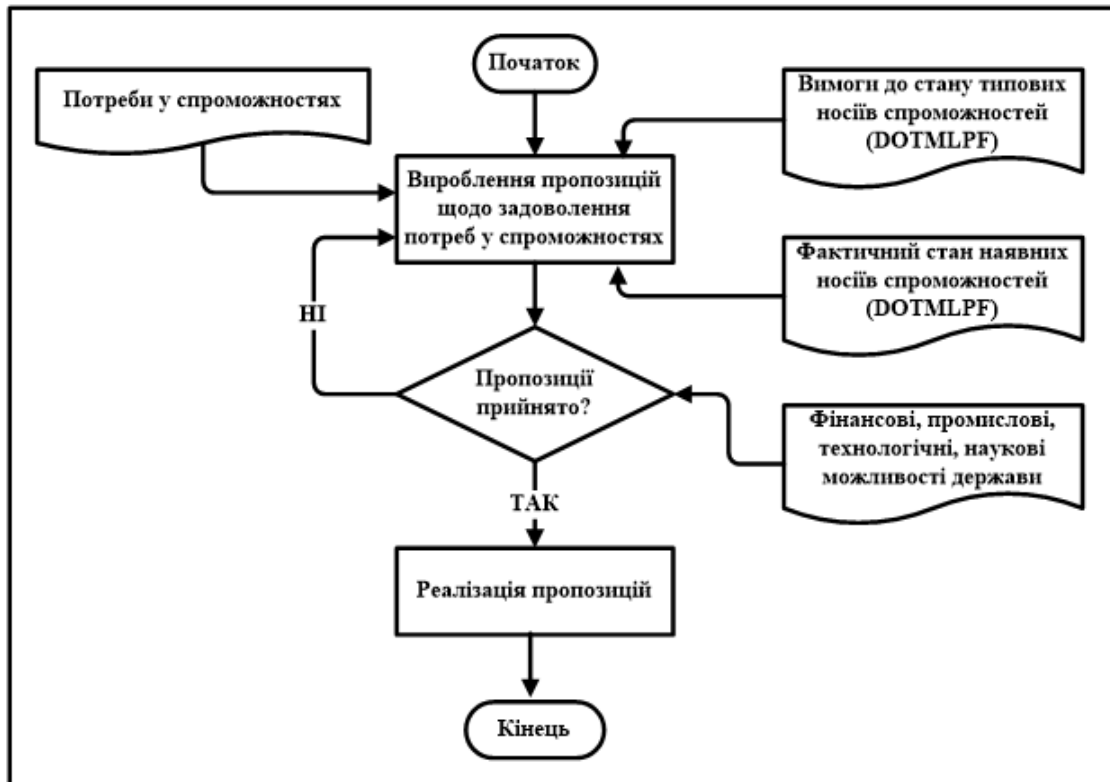 Початок
Потреби у спроможностях
Вимоги до стану типових
носіїв спроможностей
(DOTMLPF)
Вироблення пропозицій
щодо задоволення
потреб у спроможностях
Фактичний стан наявних
носіїв спроможностей
(DOTMLPF)
НІ
Пропозиції
прийнято?
Фінансові, промислові,
технологічні, наукові
можливості держави
ТАК
Реалізація пропозицій
Кінець